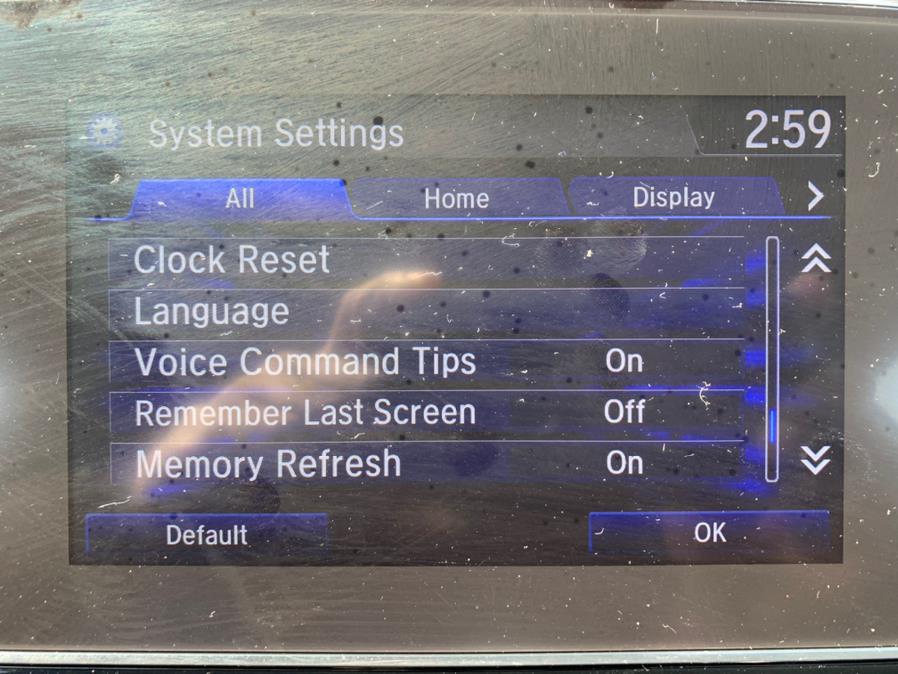 System Settings 2:59
All Home Display
Clock Reset
Language
Voice Command Tips On
Remember Last Screen Off
Memory Refresh On
Default OK